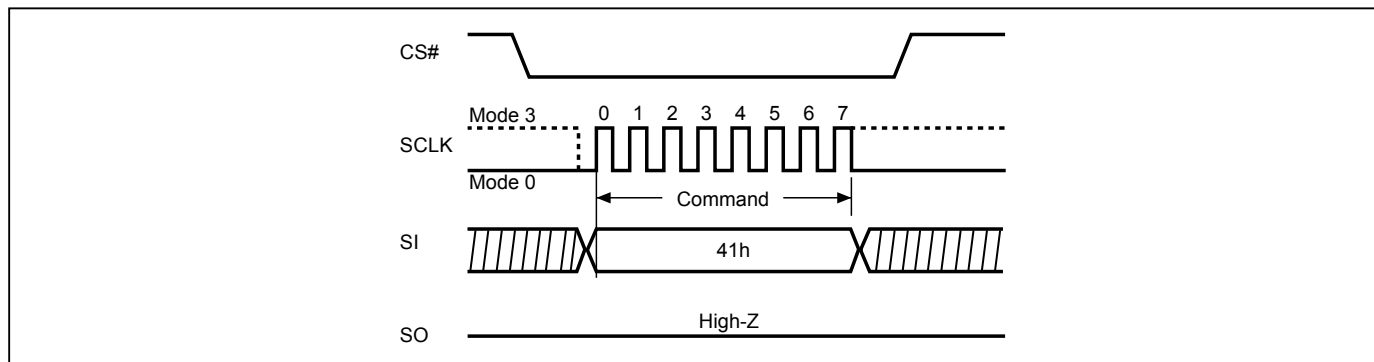 CS#
Mode 3
0 1 2 3 4 5 6 7
SCLK
Mode 0
Command
SI
41h
High-Z
SO